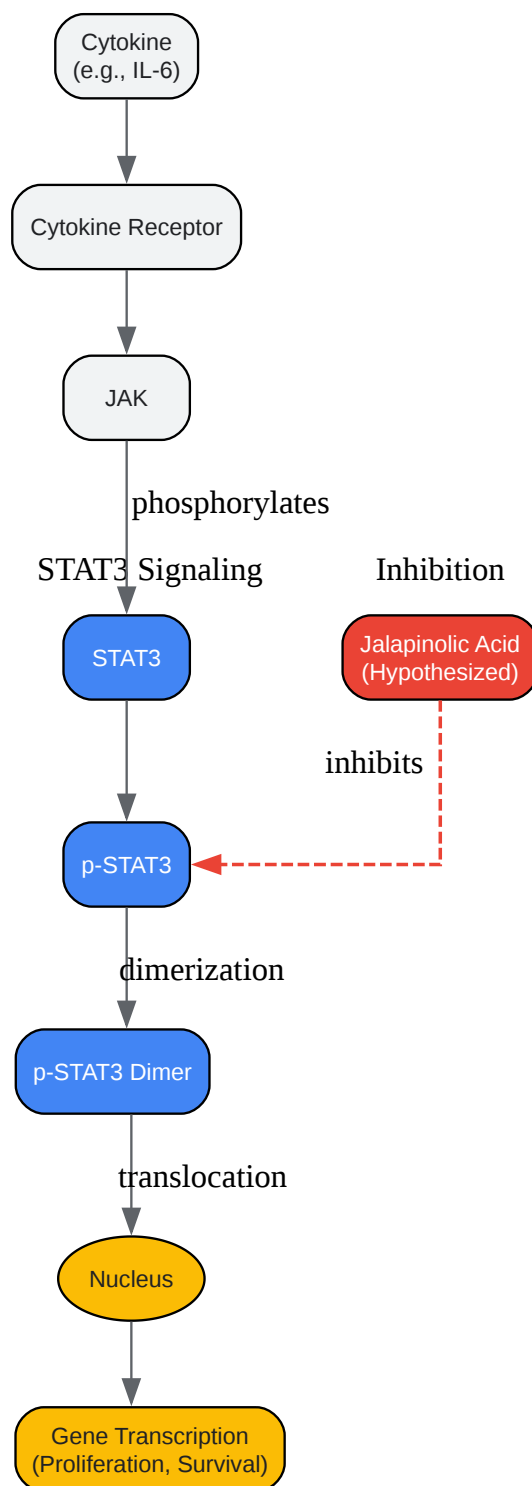 Cytokine
(e.g., IL-6)
Cytokine Receptor
JAK
phosphorylates
STAT3 Signaling
Inhibition
STAT3
Jalapinolic Acid
(Hypothesized)
inhibits
p-STAT3
dimerization
p-STAT3 Dimer
translocation
Nucleus
Gene Transcription
(Proliferation, Survival)